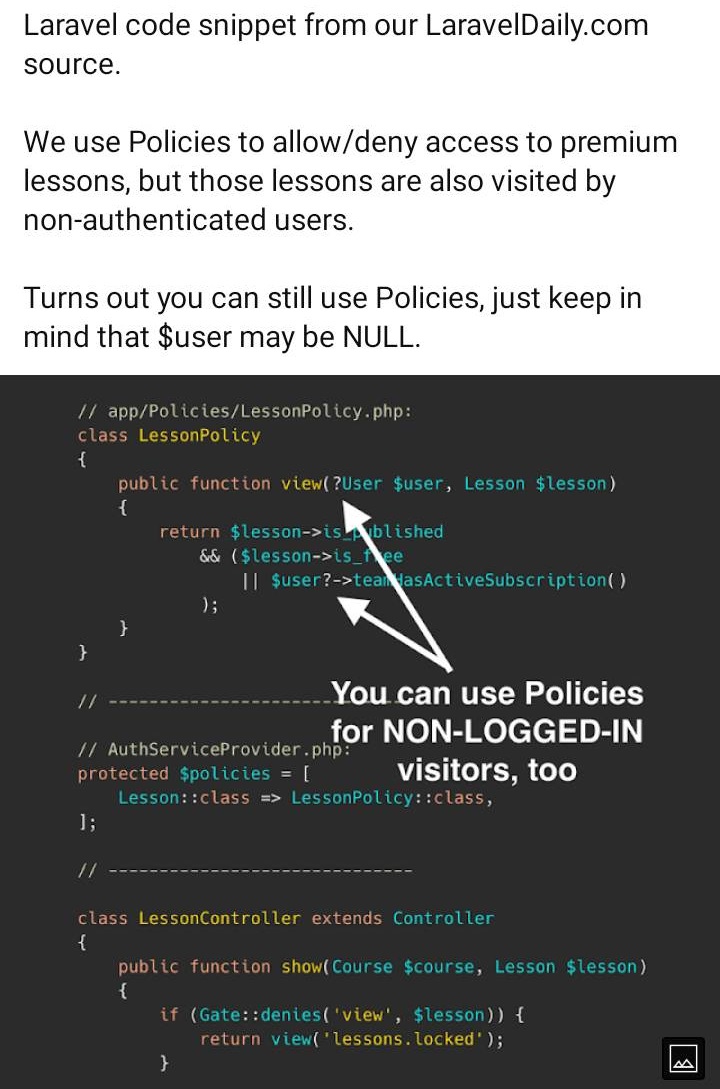 Laravel code snippet from our LaravelDaily.com
source.
We use Policies to allow/deny access to premium
lessons, but those lessons are also visited by
non-authenticated users.
Turns out you can still use Policies, just keep in
mind that $user may be NULL.
// app/Policies/LessonPolicy.php:
class LessonPolicy
{
    public function view(?User $user, Lesson $lesson)
    {
        return $lesson->is_published
            && ($lesson->is_free
                || $user?->teamHasActiveSubscription()
            );
    }
}
// ------------------------------
You can use Policies
for NON-LOGGED-IN
visitors, too
// AuthServiceProvider.php:
protected $policies = [
    Lesson::class => LessonPolicy::class,
];
// ------------------------------
class LessonController extends Controller
{
    public function show(Course $course, Lesson $lesson)
    {
        if (Gate::denies('view', $lesson)) {
            return view('lessons.locked');
        }